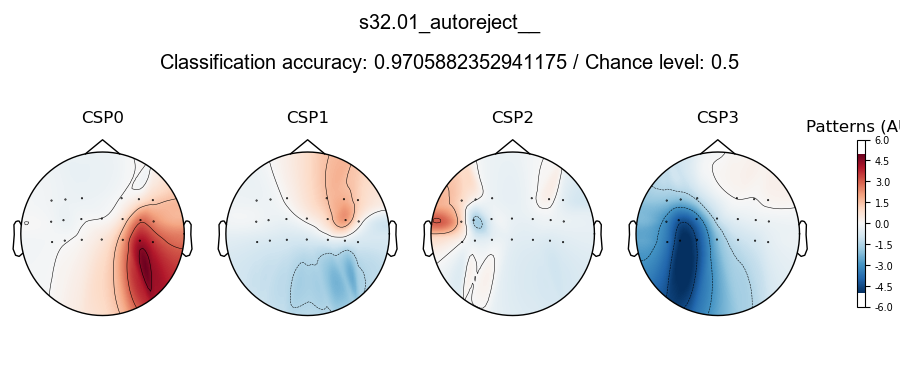 s32.01_autoreject__
Classification accuracy: 0.9705882352941175 / Chance level: 0.5
CSP0 CSP1 CSP2 CSP3
Patterns (AU
6.0
4.5
3.0
1.5
0.0
-1.5
-3.0
-4.5
-6.0